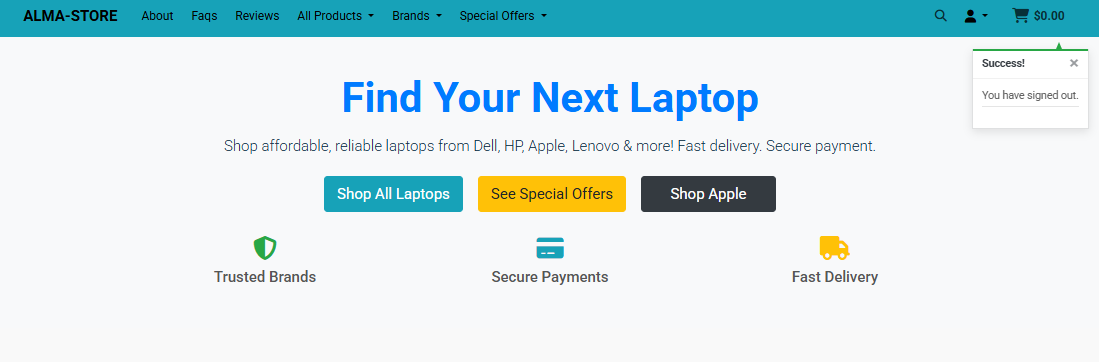 ALMA-STORE About Faqs Reviews All Products Brands Special Offers $0.00
Success! ×
You have signed out.
Find Your Next Laptop
Shop affordable, reliable laptops from Dell, HP, Apple, Lenovo & more! Fast delivery. Secure payment.
Shop All Laptops See Special Offers Shop Apple
Trusted Brands Secure Payments Fast Delivery